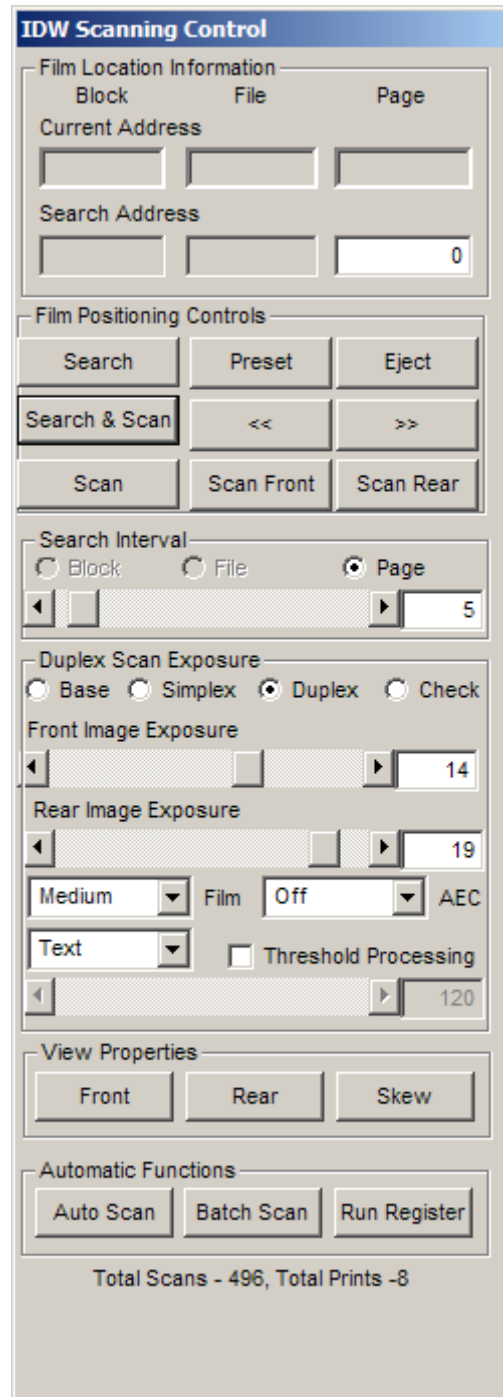 IDW Scanning Control
Film Location Information
Block File Page
Current Address
Search Address
0
Film Positioning Controls
Search Preset Eject
Search & Scan << >>
Scan Scan Front Scan Rear
Search Interval
Block File Page
5
Duplex Scan Exposure
Base Simplex Duplex Check
Front Image Exposure
14
Rear Image Exposure
19
Medium Film Off AEC
Text Threshold Processing
120
View Properties
Front Rear Skew
Automatic Functions
Auto Scan Batch Scan Run Register
Total Scans - 496, Total Prints -8